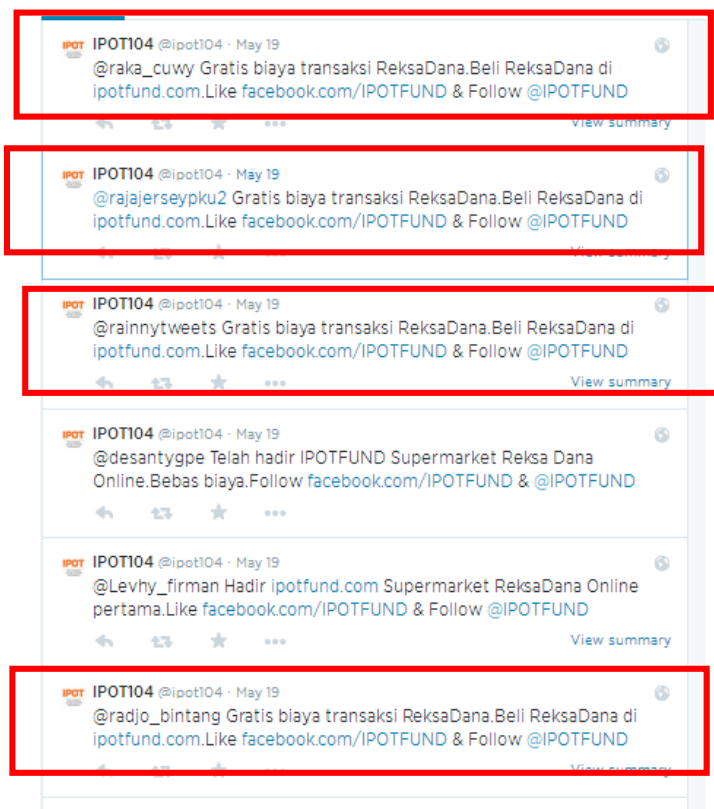 IPOT IPOT104 @ipot104 · May 19
@raka_cuwy Gratis biaya transaksi ReksaDana.Beli ReksaDana di
ipotfund.com.Like facebook.com/IPOTFUND & Follow @IPOTFUND
View summary
IPOT IPOT104 @ipot104 · May 19
@rajajerseypku2 Gratis biaya transaksi ReksaDana.Beli ReksaDana di
ipotfund.com.Like facebook.com/IPOTFUND & Follow @IPOTFUND
View summary
IPOT IPOT104 @ipot104 · May 19
@rainnytweets Gratis biaya transaksi ReksaDana.Beli ReksaDana di
ipotfund.com.Like facebook.com/IPOTFUND & Follow @IPOTFUND
View summary
IPOT IPOT104 @ipot104 · May 19
@desantygpe Telah hadir IPOTFUND Supermarket Reksa Dana
Online.Bebas biaya.Follow facebook.com/IPOTFUND & @IPOTFUND
IPOT IPOT104 @ipot104 · May 19
@Levhy_firman Hadir ipotfund.com Supermarket ReksaDana Online
pertama.Like facebook.com/IPOTFUND & Follow @IPOTFUND
View summary
IPOT IPOT104 @ipot104 · May 19
@radjo_bintang Gratis biaya transaksi ReksaDana.Beli ReksaDana di
ipotfund.com.Like facebook.com/IPOTFUND & Follow @IPOTFUND
View summary